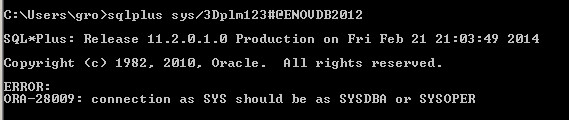 C:\Users\gro>sqlplus sys/3Dplm123#@ENOVDB2012
SQL*Plus: Release 11.2.0.1.0 Production on Fri Feb 21 21:03:49 2014
Copyright (c) 1982, 2010, Oracle.  All rights reserved.
ERROR:
ORA-28009: connection as SYS should be as SYSDBA or SYSOPER